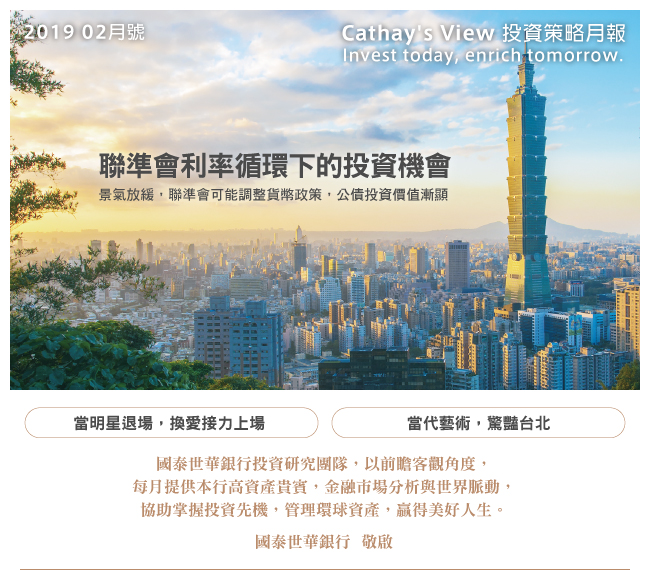 2019 02月號
Cathay's View 投資策略月報
Invest today, enrich tomorrow.
聯準會利率循環下的投資機會
景氣放緩，聯準會可能調整貨幣政策，公債投資價值漸顯
當明星退場，換愛接力上場
當代藝術，驚豔台北
國泰世華銀行投資研究團隊，以前瞻客觀角度，
每月提供本行高資產貴賓，金融市場分析與世界脈動，
協助掌握投資先機，管理環球資產，贏得美好人生。
國泰世華銀行 敬啟